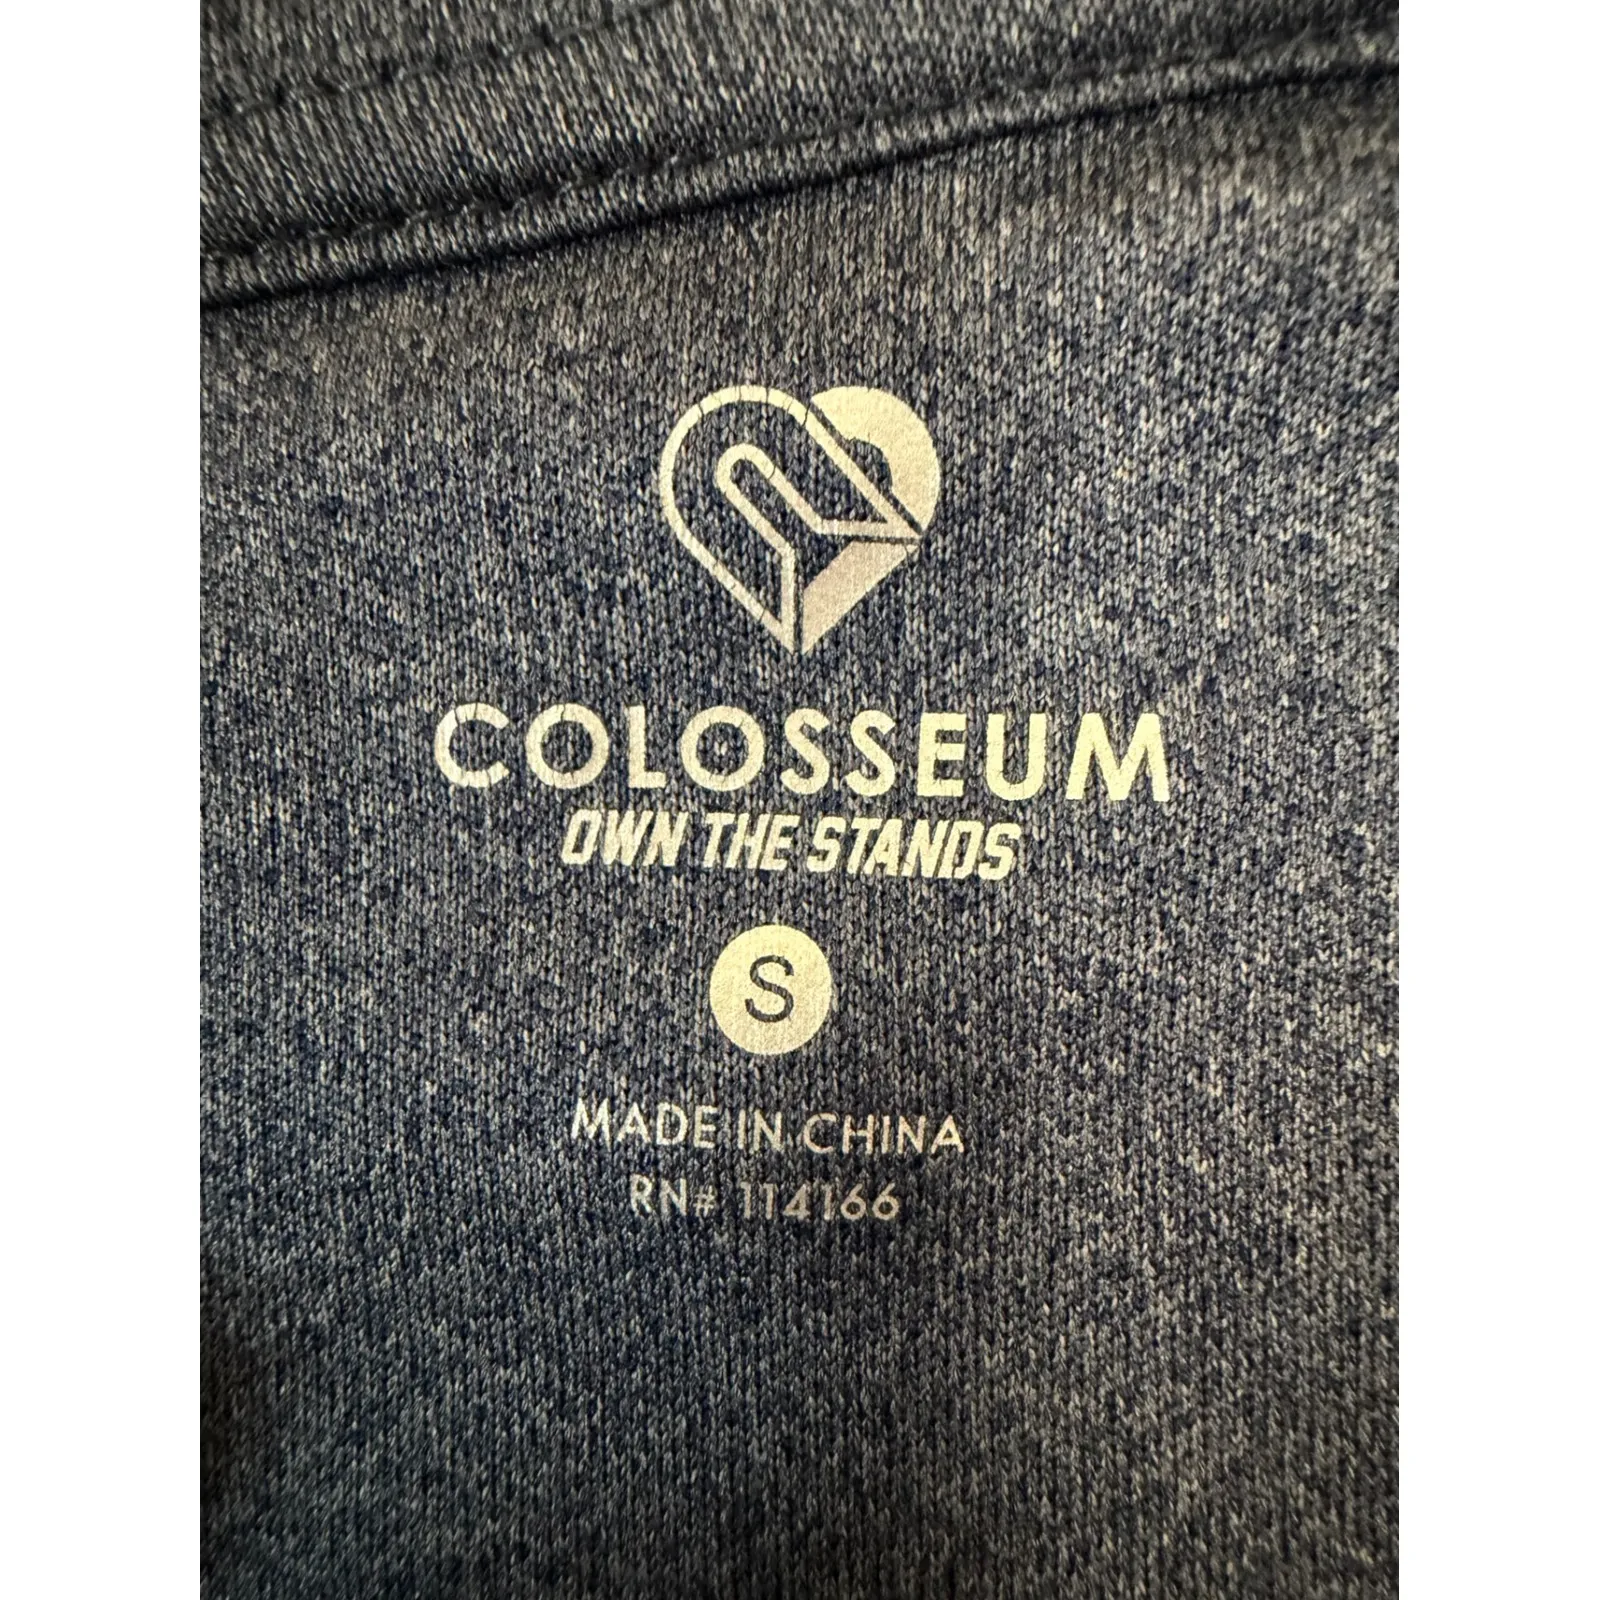 COLOSSEUM
OWN THE STANDS
S
MADE IN CHINA
RN# 114166